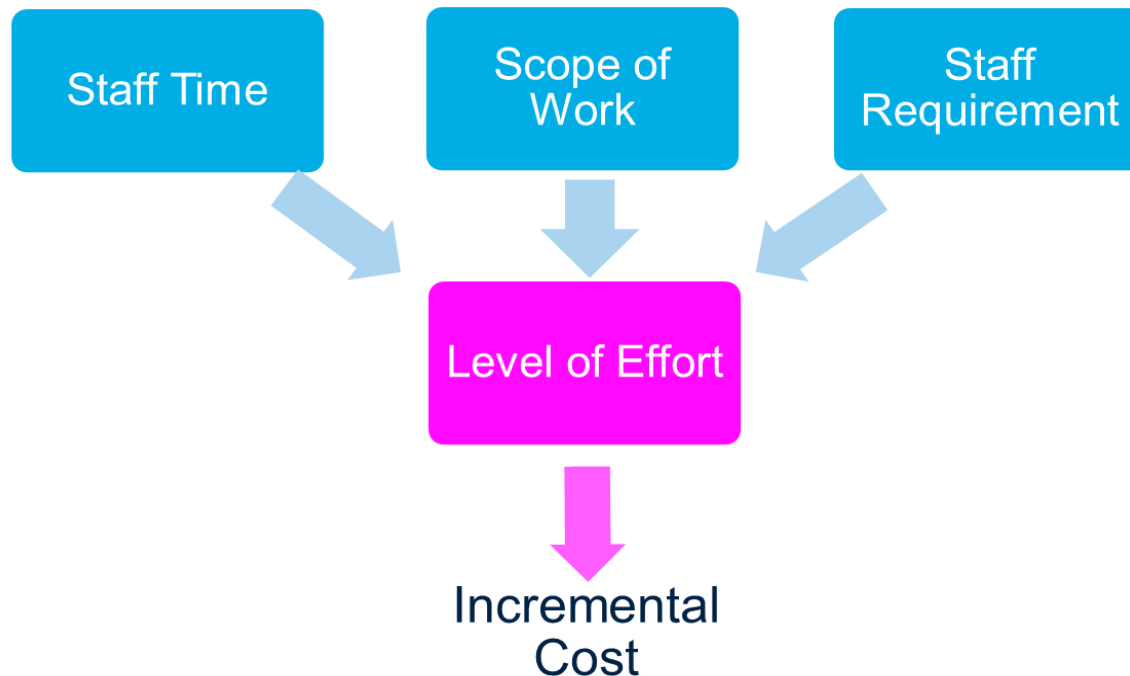 Staff Time
Scope of
Work
Staff
Requirement
Level of Effort
Incremental
Cost